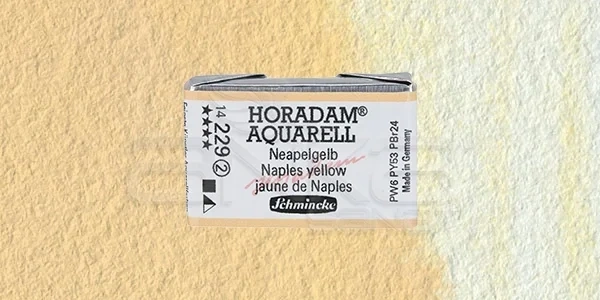 HORADAM®
AQUARELL
Neapelgelb
Naples yellow
jaune de Naples
Schmincke
14 229 2
★★★★
PW6 PY53 PBr24
Made in Germany